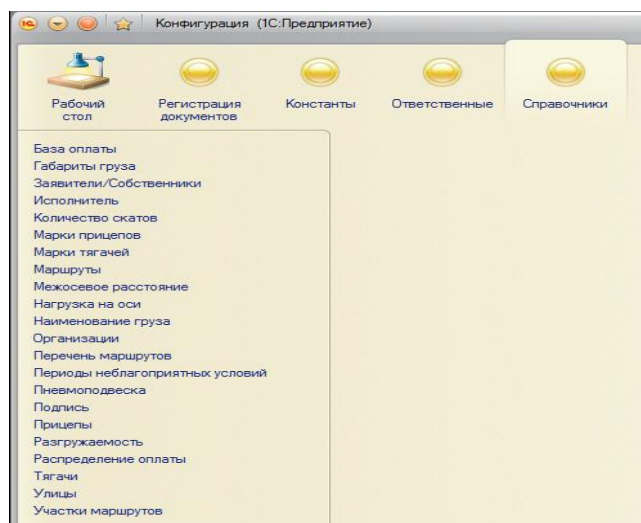 1С Конфигурация (1С:Предприятие)
Рабочий стол
Регистрация документов
Константы
Ответственные
Справочники
База оплаты
Габариты груза
Заявители/Собственники
Исполнитель
Количество скатов
Марки прицепов
Марки тягачей
Маршруты
Межосевое расстояние
Нагрузка на оси
Наименование груза
Организации
Перечень маршрутов
Периоды неблагоприятных условий
Пневмоподвеска
Подпись
Прицепы
Разгружаемость
Распределение оплаты
Тягачи
Улицы
Участки маршрутов